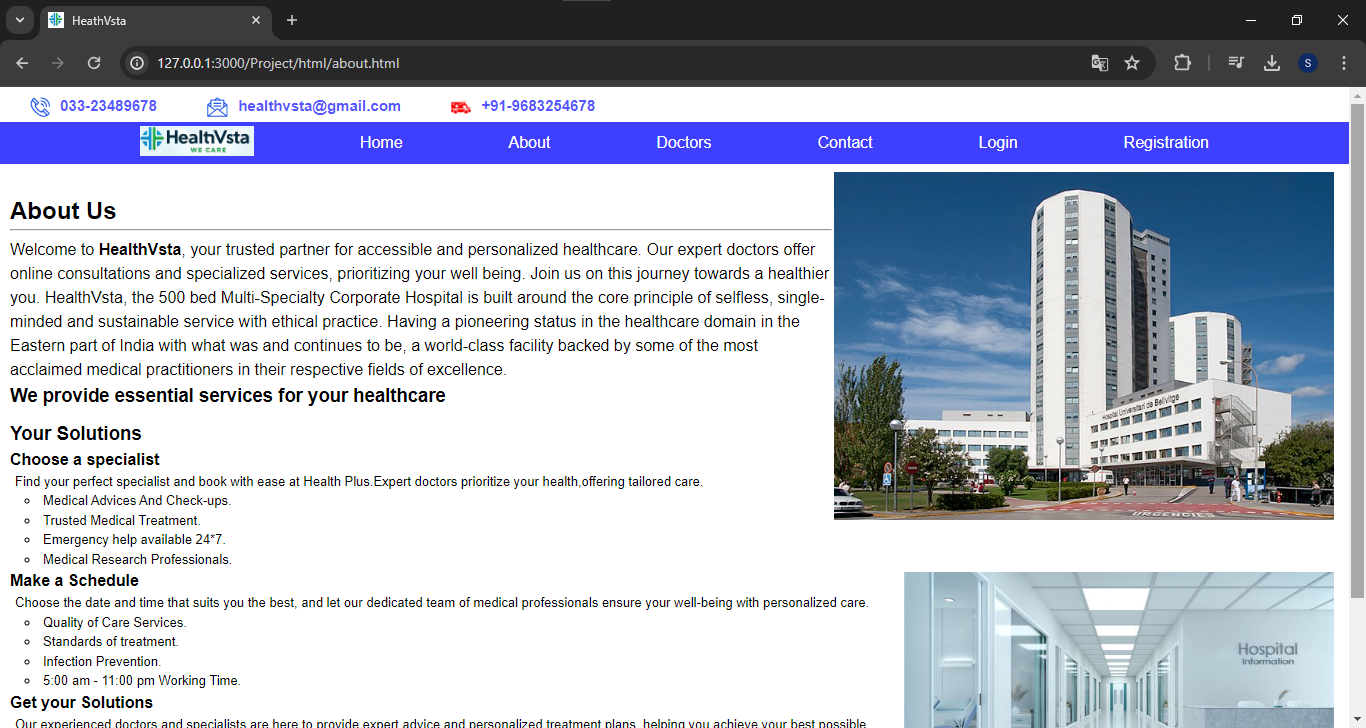 HeathVsta
127.0.0.1:3000/Project/html/about.html
S
033-23489678 healthvsta@gmail.com +91-9683254678
HealthVsta
WE CARE
Home About Doctors Contact Login Registration
About Us
Welcome to HealthVsta, your trusted partner for accessible and personalized healthcare. Our expert doctors offer
online consultations and specialized services, prioritizing your well being. Join us on this journey towards a healthier
you. HealthVsta, the 500 bed Multi-Specialty Corporate Hospital is built around the core principle of selfless, single-
minded and sustainable service with ethical practice. Having a pioneering status in the healthcare domain in the
Eastern part of India with what was and continues to be, a world-class facility backed by some of the most
acclaimed medical practitioners in their respective fields of excellence.
We provide essential services for your healthcare
Hospital Universitari de Bellvitge
URGENCIES
Your Solutions
Choose a specialist
Find your perfect specialist and book with ease at Health Plus.Expert doctors prioritize your health,offering tailored care.
Medical Advices And Check-ups.
Trusted Medical Treatment.
Emergency help available 24*7.
Medical Research Professionals.
Make a Schedule
Choose the date and time that suits you the best, and let our dedicated team of medical professionals ensure your well-being with personalized care.
Quality of Care Services.
Standards of treatment.
Infection Prevention.
5:00 am - 11:00 pm Working Time.
Hospital
Information
Get your Solutions
Our experienced doctors and specialists are here to provide expert advice and personalized treatment plans, helping you achieve your best possible